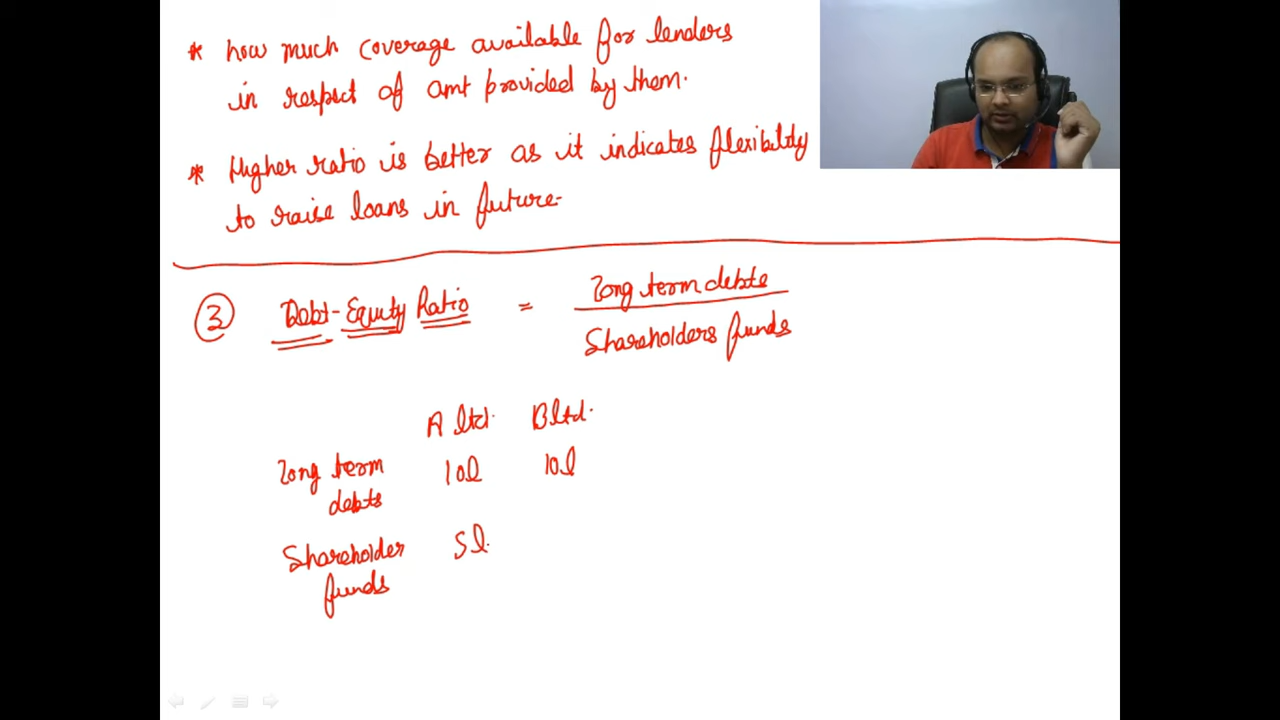 * how much coverage available for lenders
in respect of amt provided by them.
* Higher ratio is better as it indicates flexibility
to raise loans in future-
③ Debt-Equity Ratio = Long term debts
Shareholders funds
A ltd. B ltd.
Long term 10l 10l
debts
Shareholder 5l.
funds